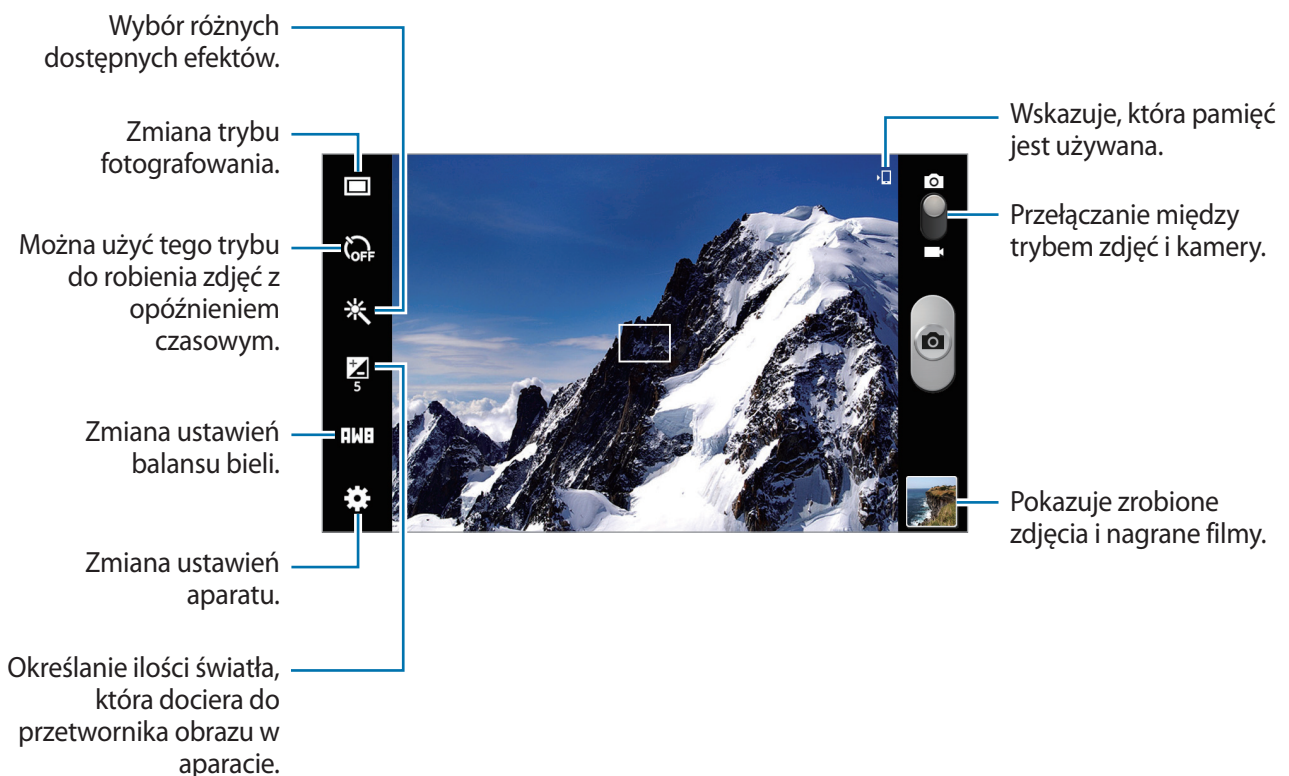 Wybór różnych
dostępnych efektów.
Zmiana trybu
fotografowania.
Można użyć tego trybu
do robienia zdjęć z
opóźnieniem
czasowym.
Zmiana ustawień
balansu bieli.
Zmiana ustawień
aparatu.
Określanie ilości światła,
która dociera do
przetwornika obrazu w
aparacie.
OFF
5
AWB
Wskazuje, która pamięć
jest używana.
Przełączanie między
trybem zdjęć i kamery.
Pokazuje zrobione
zdjęcia i nagrane filmy.